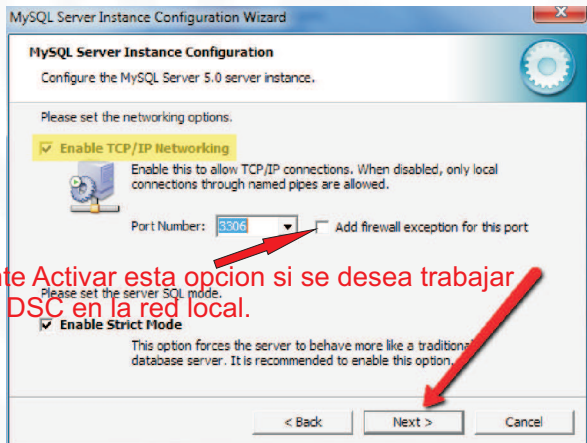 MySQL Server Instance Configuration Wizard
MySQL Server Instance Configuration
Configure the MySQL Server 5.0 server instance.
Please set the networking options.
Enable TCP/IP Networking
Enable this to allow TCP/IP connections. When disabled, only local
connections through named pipes are allowed.
Port Number: 3306
Add firewall exception for this port
te Activar esta opcion si se desea trabajar
Please set the server SQL mode.
DSC en la red local.
Enable Strict Mode
This option forces the server to behave more like a traditional
database server. It is recommended to enable this option.
< Back
Next >
Cancel